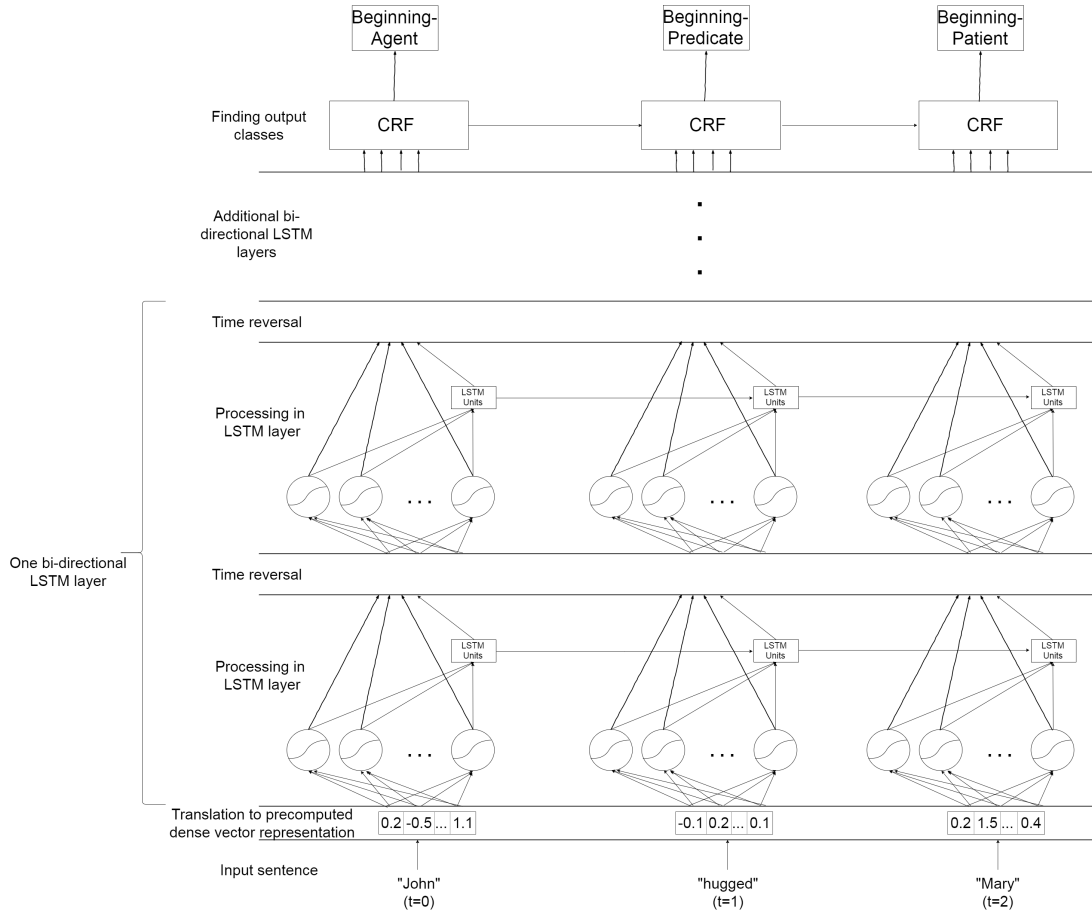 Beginning-
Agent
Beginning-
Predicate
Beginning-
Patient
Finding output
classes
CRF
CRF
CRF
Additional bi-
directional LSTM
layers
Time reversal
LSTM
Units
LSTM
Units
LSTM
Units
Processing in
LSTM layer
...
...
...
One bi-directional
LSTM layer
Time reversal
LSTM
Units
LSTM
Units
LSTM
Units
Processing in
LSTM layer
...
...
...
Translation to precomputed
dense vector representation
0.2 -0.5 ... 1.1
-0.1 0.2 ... 0.1
0.2 1.5 ... 0.4
Input sentence
"John"
(t=0)
"hugged"
(t=1)
"Mary"
(t=2)